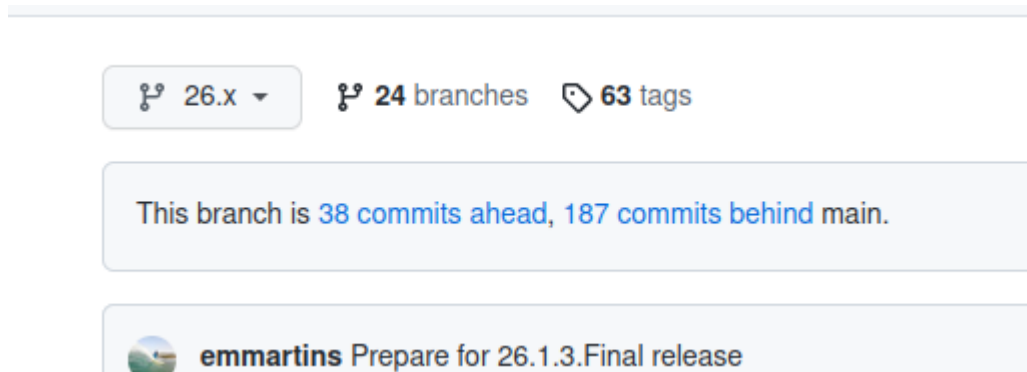 26.x 24 branches 63 tags
This branch is 38 commits ahead, 187 commits behind main.
emmartins Prepare for 26.1.3.Final release